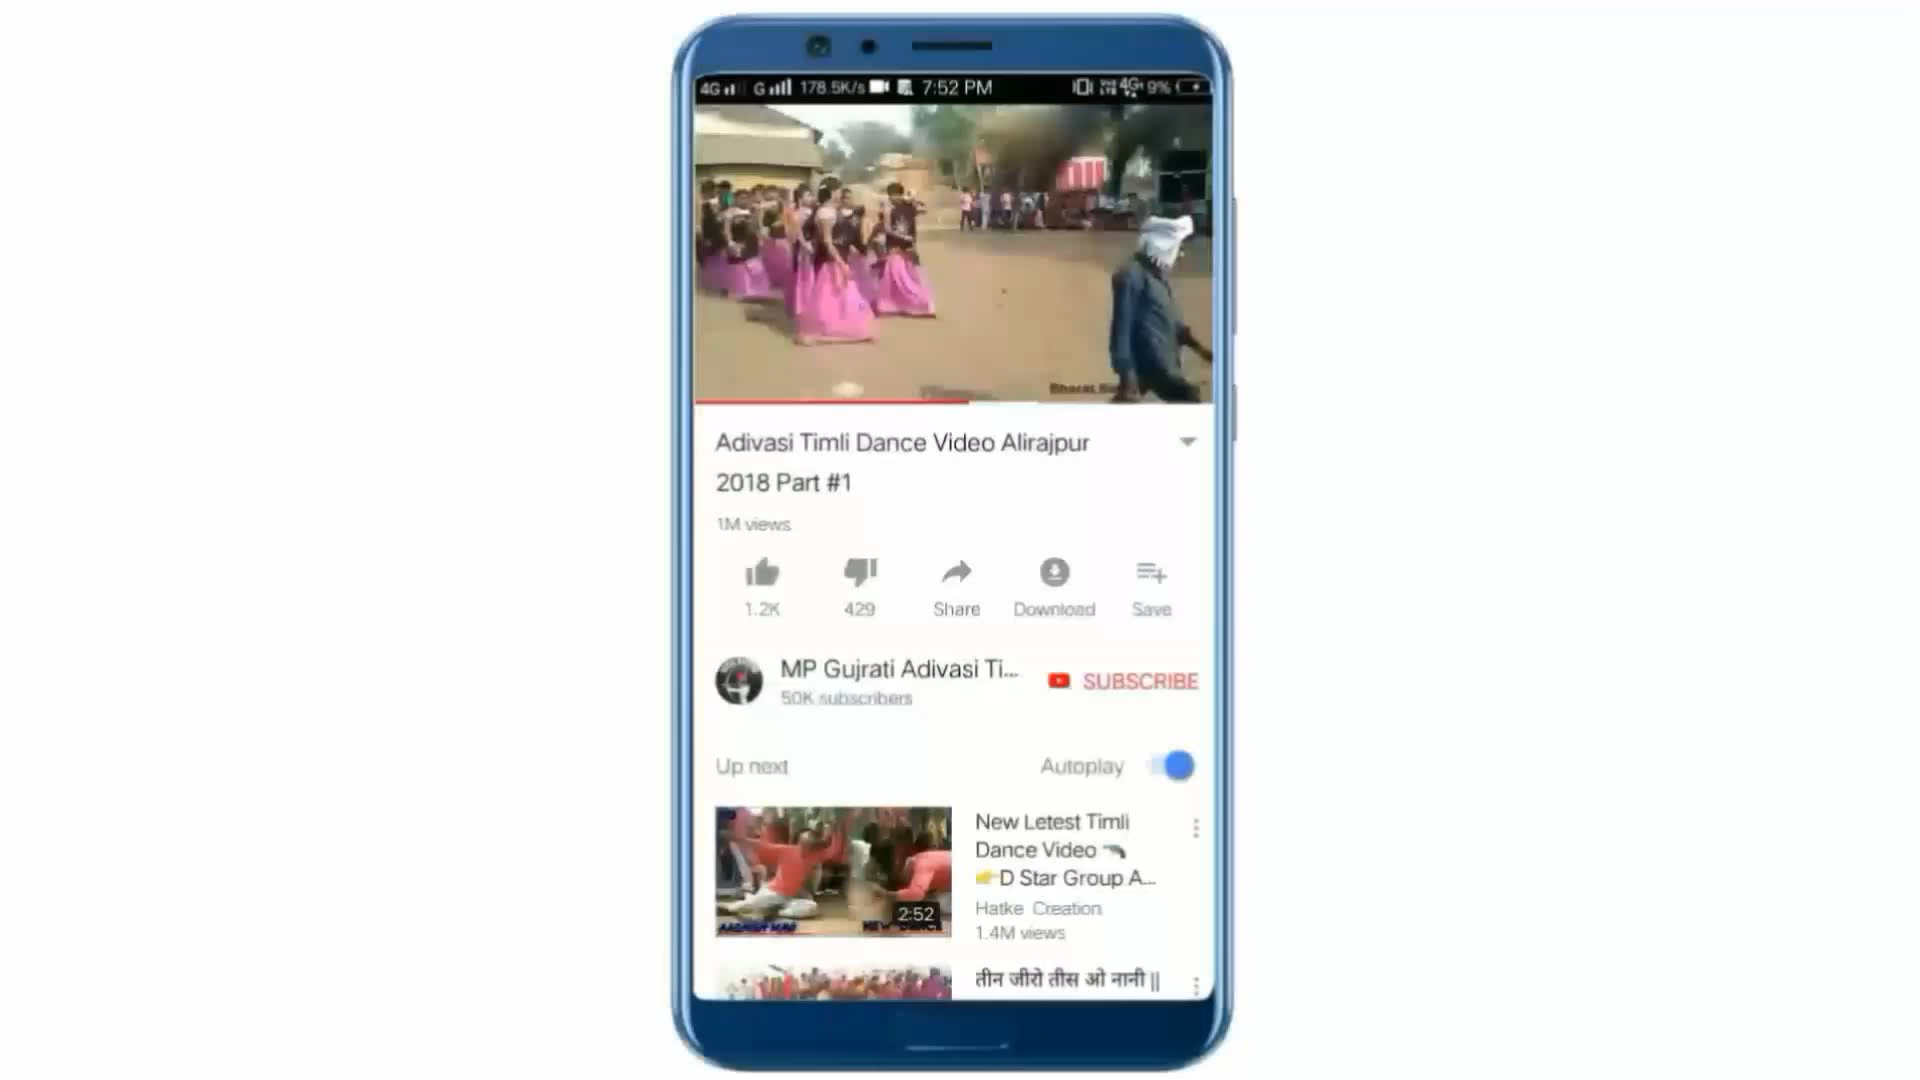 4G G 178.5K/s 7:52 PM 4G+ 9%
Bharat
Adivasi Timli Dance Video Alirajpur
2018 Part #1
1M views
1.2K 429 Share Download Save
MP Gujrati Adivasi Ti...
SUBSCRIBE
50K subscribers
Up next Autoplay
New Letest Timli
Dance Video
D Star Group A...
Hatke Creation
1.4M views
2:52
तीन जीरो तीस ओ नानी ||